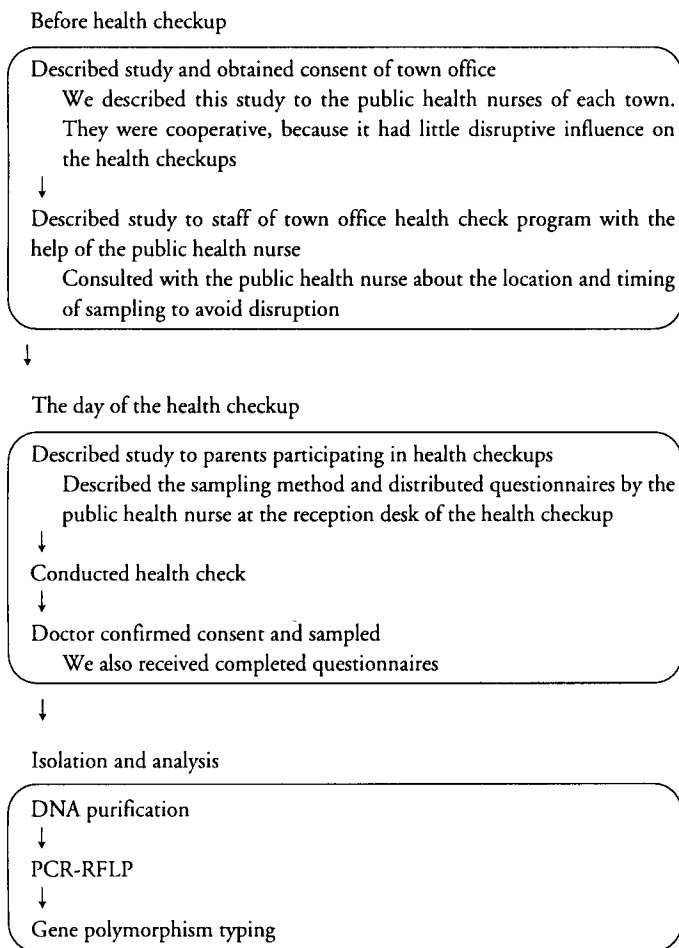 Before health checkup
Described study and obtained consent of town office
We described this study to the public health nurses of each town.
They were cooperative, because it had little disruptive influence on
the health checkups
↓
Described study to staff of town office health check program with the
help of the public health nurse
Consulted with the public health nurse about the location and timing
of sampling to avoid disruption
↓
The day of the health checkup
Described study to parents participating in health checkups
Described the sampling method and distributed questionnaires by the
public health nurse at the reception desk of the health checkup
↓
Conducted health check
↓
Doctor confirmed consent and sampled
We also received completed questionnaires
↓
Isolation and analysis
DNA purification
↓
PCR-RFLP
↓
Gene polymorphism typing